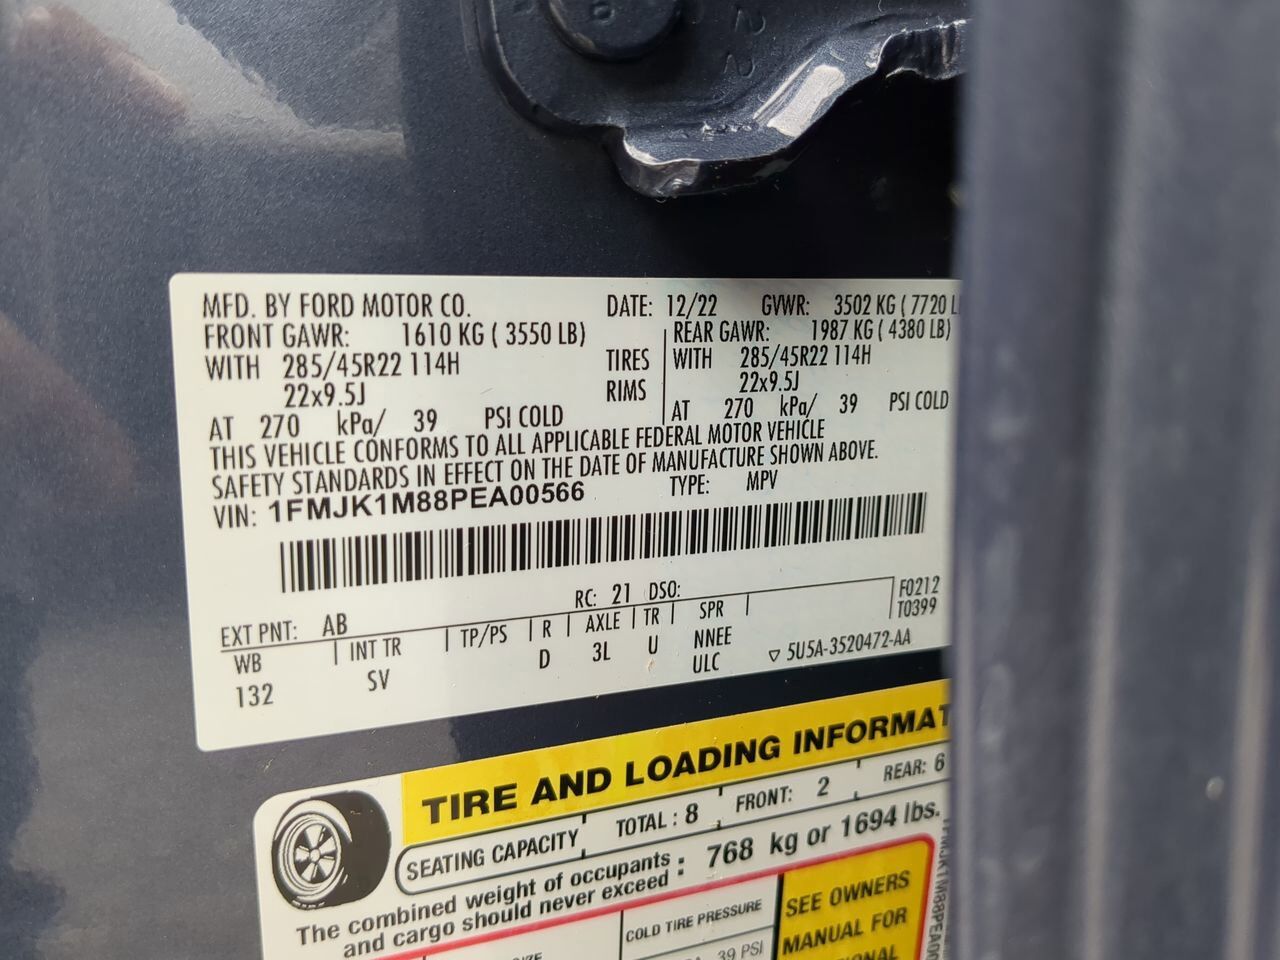 MFD. BY FORD MOTOR CO. DATE: 12/22 GVWR: 3502 KG ( 7720 L
FRONT GAWR: 1610 KG ( 3550 LB) REAR GAWR: 1987 KG ( 4380 LB)
WITH 285/45R22 114H TIRES WITH 285/45R22 114H
22x9.5J RIMS 22x9.5J
AT 270 kPa/ 39 PSI COLD AT 270 kPa/ 39 PSI COLD
THIS VEHICLE CONFORMS TO ALL APPLICABLE FEDERAL MOTOR VEHICLE
SAFETY STANDARDS IN EFFECT ON THE DATE OF MANUFACTURE SHOWN ABOVE.
VIN: 1FMJK1M88PEA00566 TYPE: MPV
RC: 21 DSO: F0212
EXT PNT: AB T0399
WB INT TR TP/PS R AXLE TR SPR
132 SV D 3L U NNEE
ULC ▽ 5U5A-3520472-AA
TIRE AND LOADING INFORMAT
SEATING CAPACITY TOTAL : 8 FRONT: 2 REAR: 6
The combined weight of occupants : 768 kg or 1694 lbs.
and cargo should never exceed :
COLD TIRE PRESSURE SEE OWNERS
39 PSI MANUAL FOR